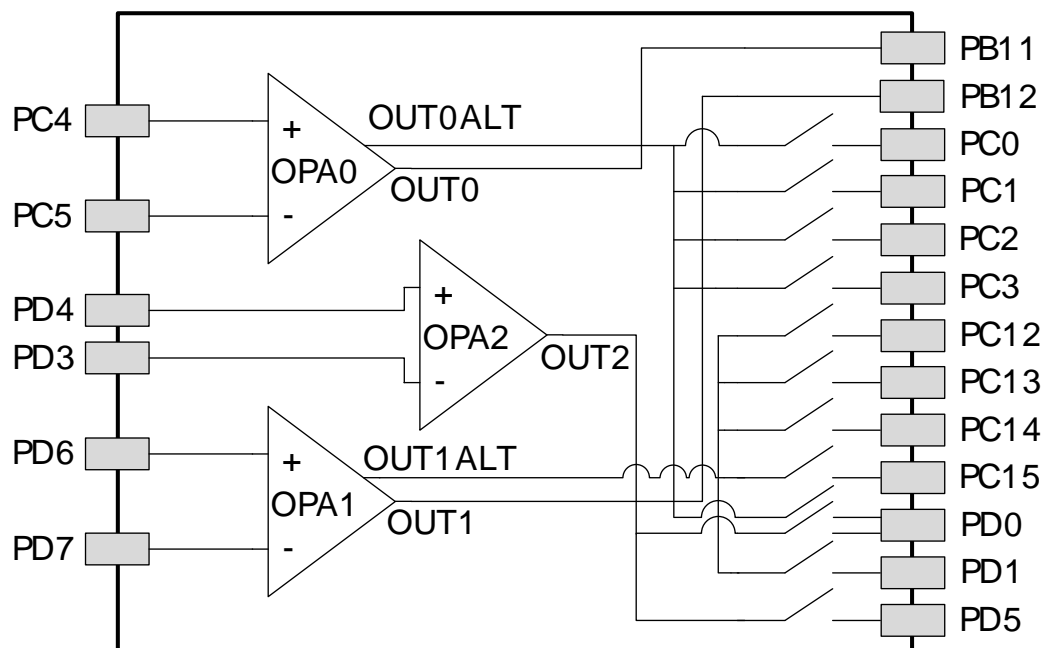 PB11
PB12
PC4
+
OPA0
-
OUT0ALT
OUT0
PC0
PC1
PC5
PC2
PC3
PD4
+
OPA2
-
OUT2
PC12
PD3
PC13
PC14
PD6
+
OPA1
-
OUT1ALT
OUT1
PC15
PD0
PD7
PD1
PD5